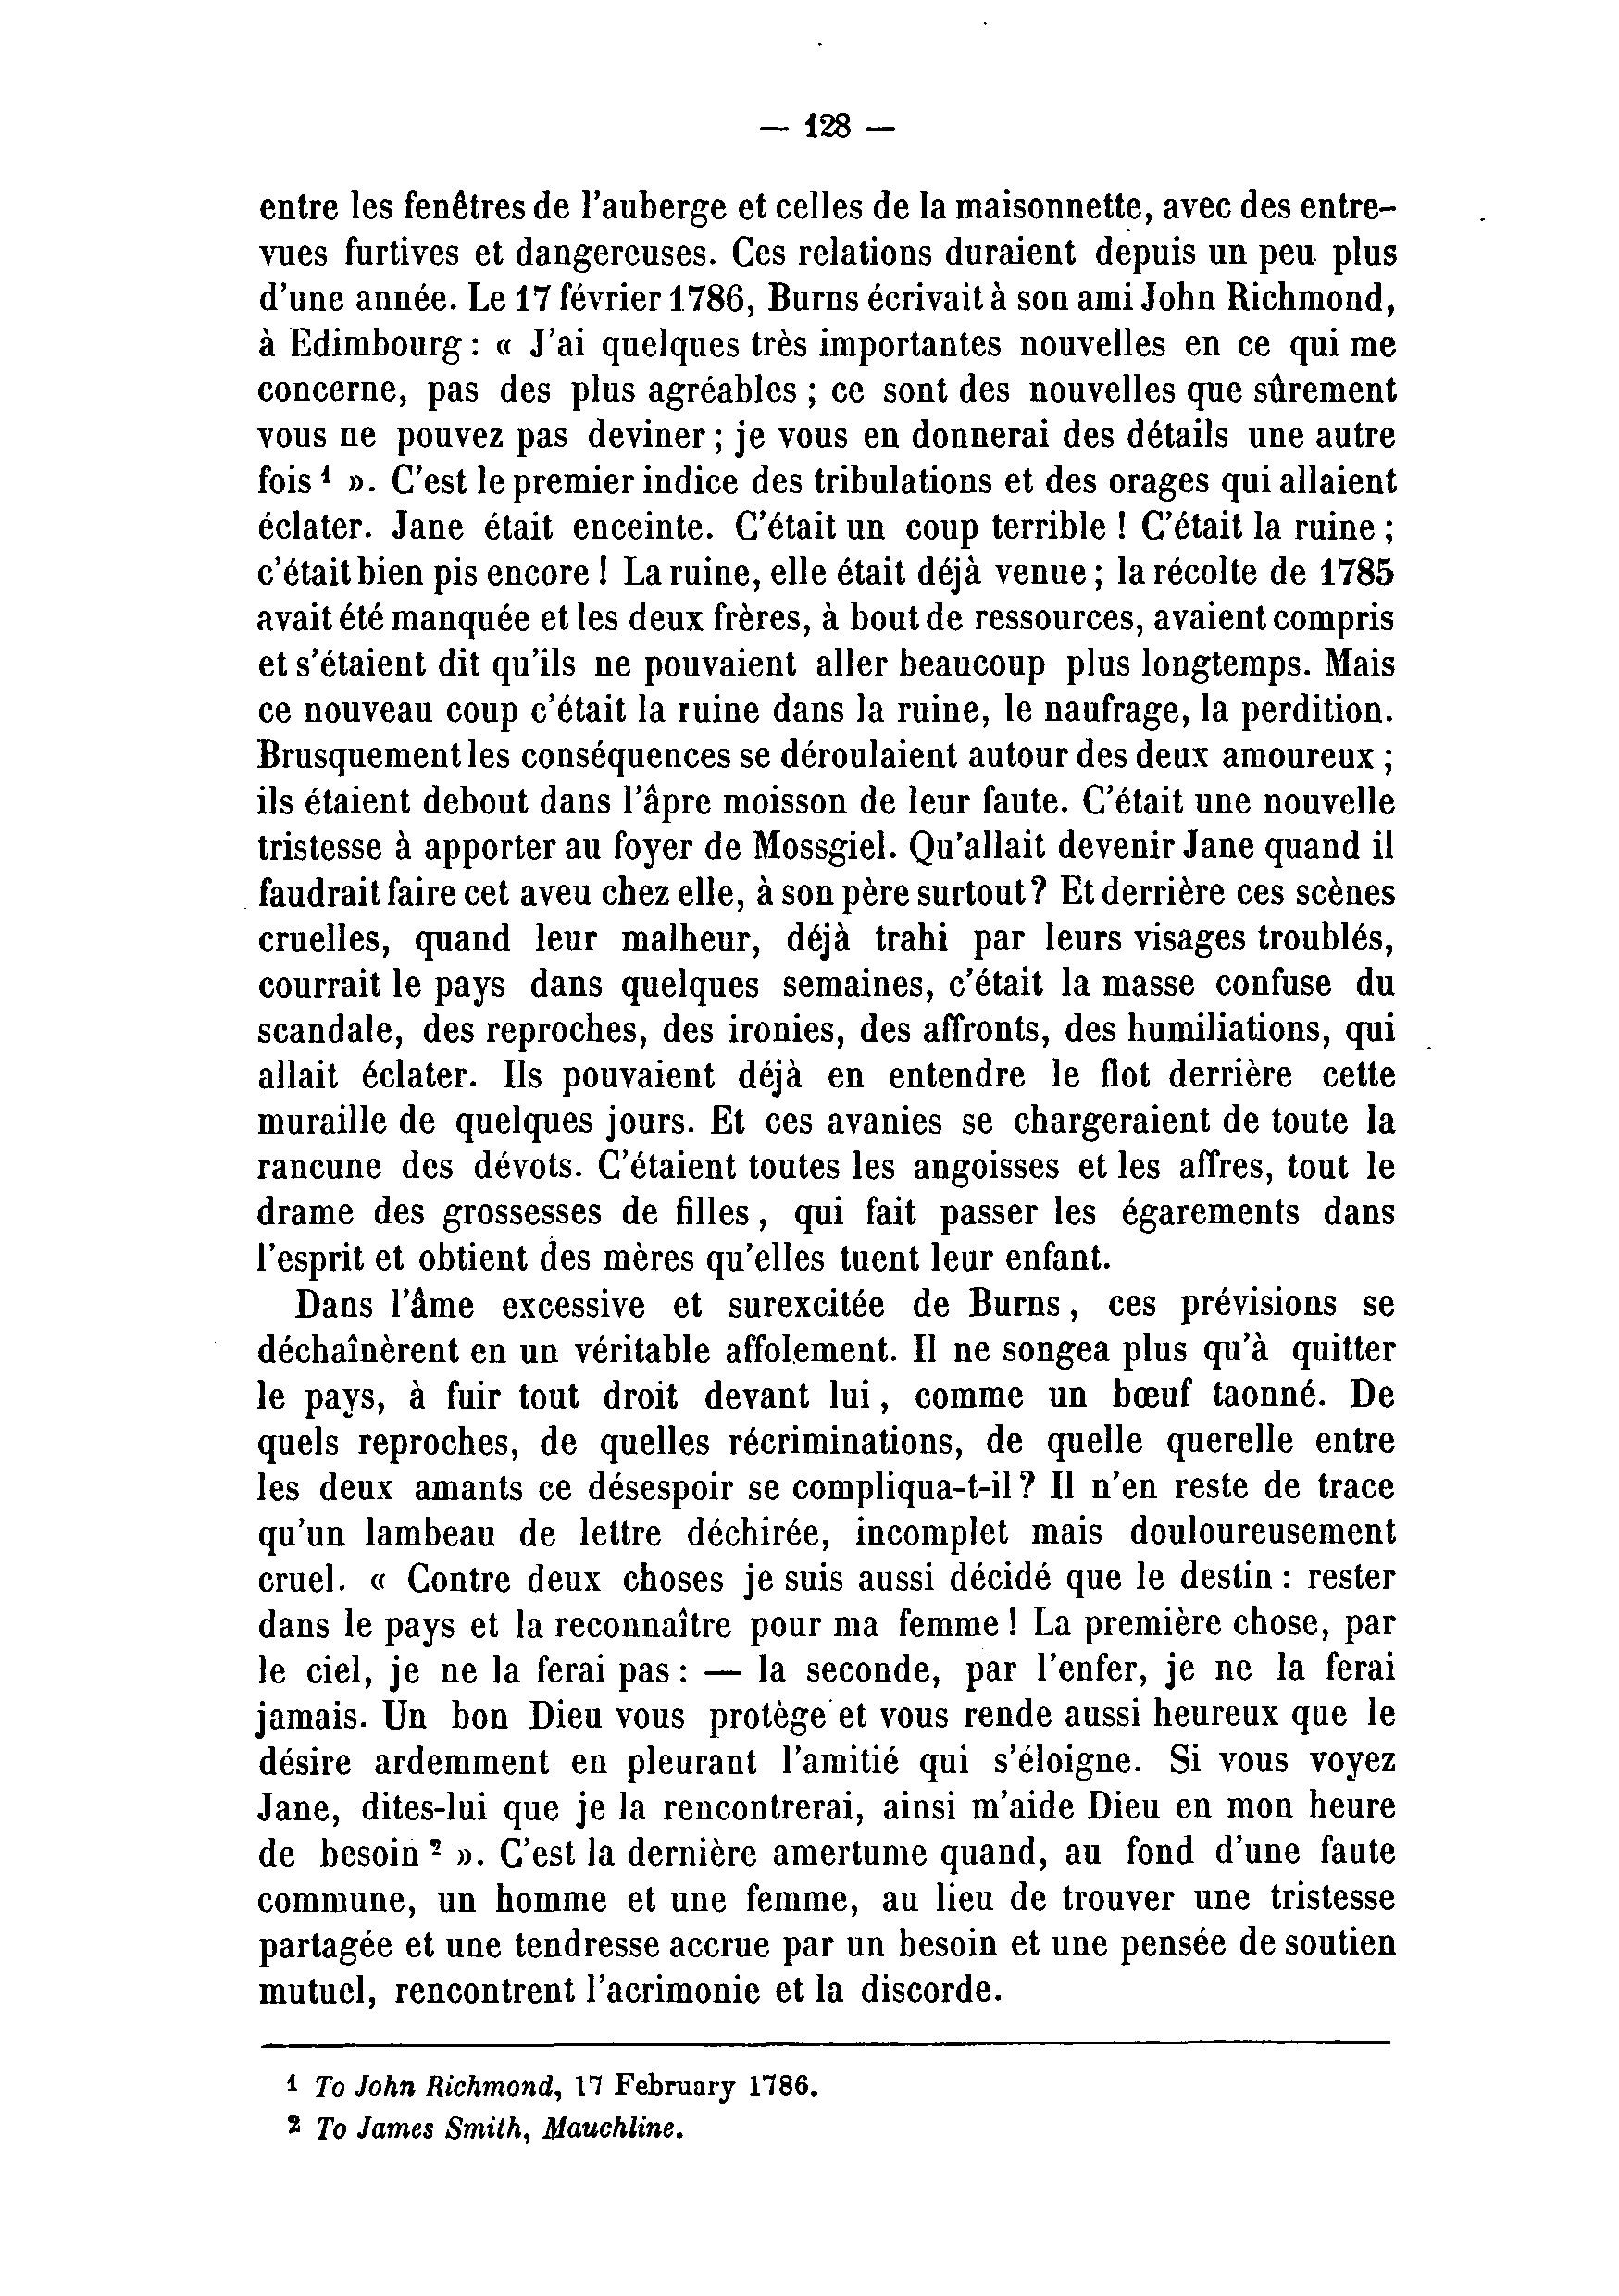 — 128 —
entre les fenêtres de l'auberge et celles de la maisonnette, avec des entre-
vues furtives et dangereuses. Ces relations duraient depuis un peu plus
d'une année. Le 17 février 1786, Burns écrivait à son ami John Richmond,
à Edimbourg : « J'ai quelques très importantes nouvelles en ce qui me
concerne, pas des plus agréables ; ce sont des nouvelles que sûrement
vous ne pouvez pas deviner ; je vous en donnerai des détails une autre
fois ¹ ». C'est le premier indice des tribulations et des orages qui allaient
éclater. Jane était enceinte. C'était un coup terrible ! C'était la ruine ;
c'était bien pis encore ! La ruine, elle était déjà venue ; la récolte de 1785
avait été manquée et les deux frères, à bout de ressources, avaient compris
et s'étaient dit qu'ils ne pouvaient aller beaucoup plus longtemps. Mais
ce nouveau coup c'était la ruine dans la ruine, le naufrage, la perdition.
Brusquement les conséquences se déroulaient autour des deux amoureux ;
ils étaient debout dans l'âpre moisson de leur faute. C'était une nouvelle
tristesse à apporter au foyer de Mossgiel. Qu'allait devenir Jane quand il
faudrait faire cet aveu chez elle, à son père surtout ? Et derrière ces scènes
cruelles, quand leur malheur, déjà trahi par leurs visages troublés,
courrait le pays dans quelques semaines, c'était la masse confuse du
scandale, des reproches, des ironies, des affronts, des humiliations, qui
allait éclater. Ils pouvaient déjà en entendre le flot derrière cette
muraille de quelques jours. Et ces avanies se chargeraient de toute la
rancune des dévots. C'étaient toutes les angoisses et les affres, tout le
drame des grossesses de filles, qui fait passer les égarements dans
l'esprit et obtient des mères qu'elles tuent leur enfant.
Dans l'âme excessive et surexcitée de Burns, ces prévisions se
déchaînèrent en un véritable affolement. Il ne songea plus qu'à quitter
le pays, à fuir tout droit devant lui, comme un bœuf taonné. De
quels reproches, de quelles récriminations, de quelle querelle entre
les deux amants ce désespoir se compliqua-t-il ? Il n'en reste de trace
qu'un lambeau de lettre déchirée, incomplet mais douloureusement
cruel. « Contre deux choses je suis aussi décidé que le destin : rester
dans le pays et la reconnaître pour ma femme ! La première chose, par
le ciel, je ne la ferai pas : — la seconde, par l'enfer, je ne la ferai
jamais. Un bon Dieu vous protège et vous rende aussi heureux que le
désire ardemment en pleurant l'amitié qui s'éloigne. Si vous voyez
Jane, dites-lui que je la rencontrerai, ainsi m'aide Dieu en mon heure
de besoin ² ». C'est la dernière amertume quand, au fond d'une faute
commune, un homme et une femme, au lieu de trouver une tristesse
partagée et une tendresse accrue par un besoin et une pensée de soutien
mutuel, rencontrent l'acrimonie et la discorde.
¹ To John Richmond, 17 February 1786.
² To James Smith, Mauchline.